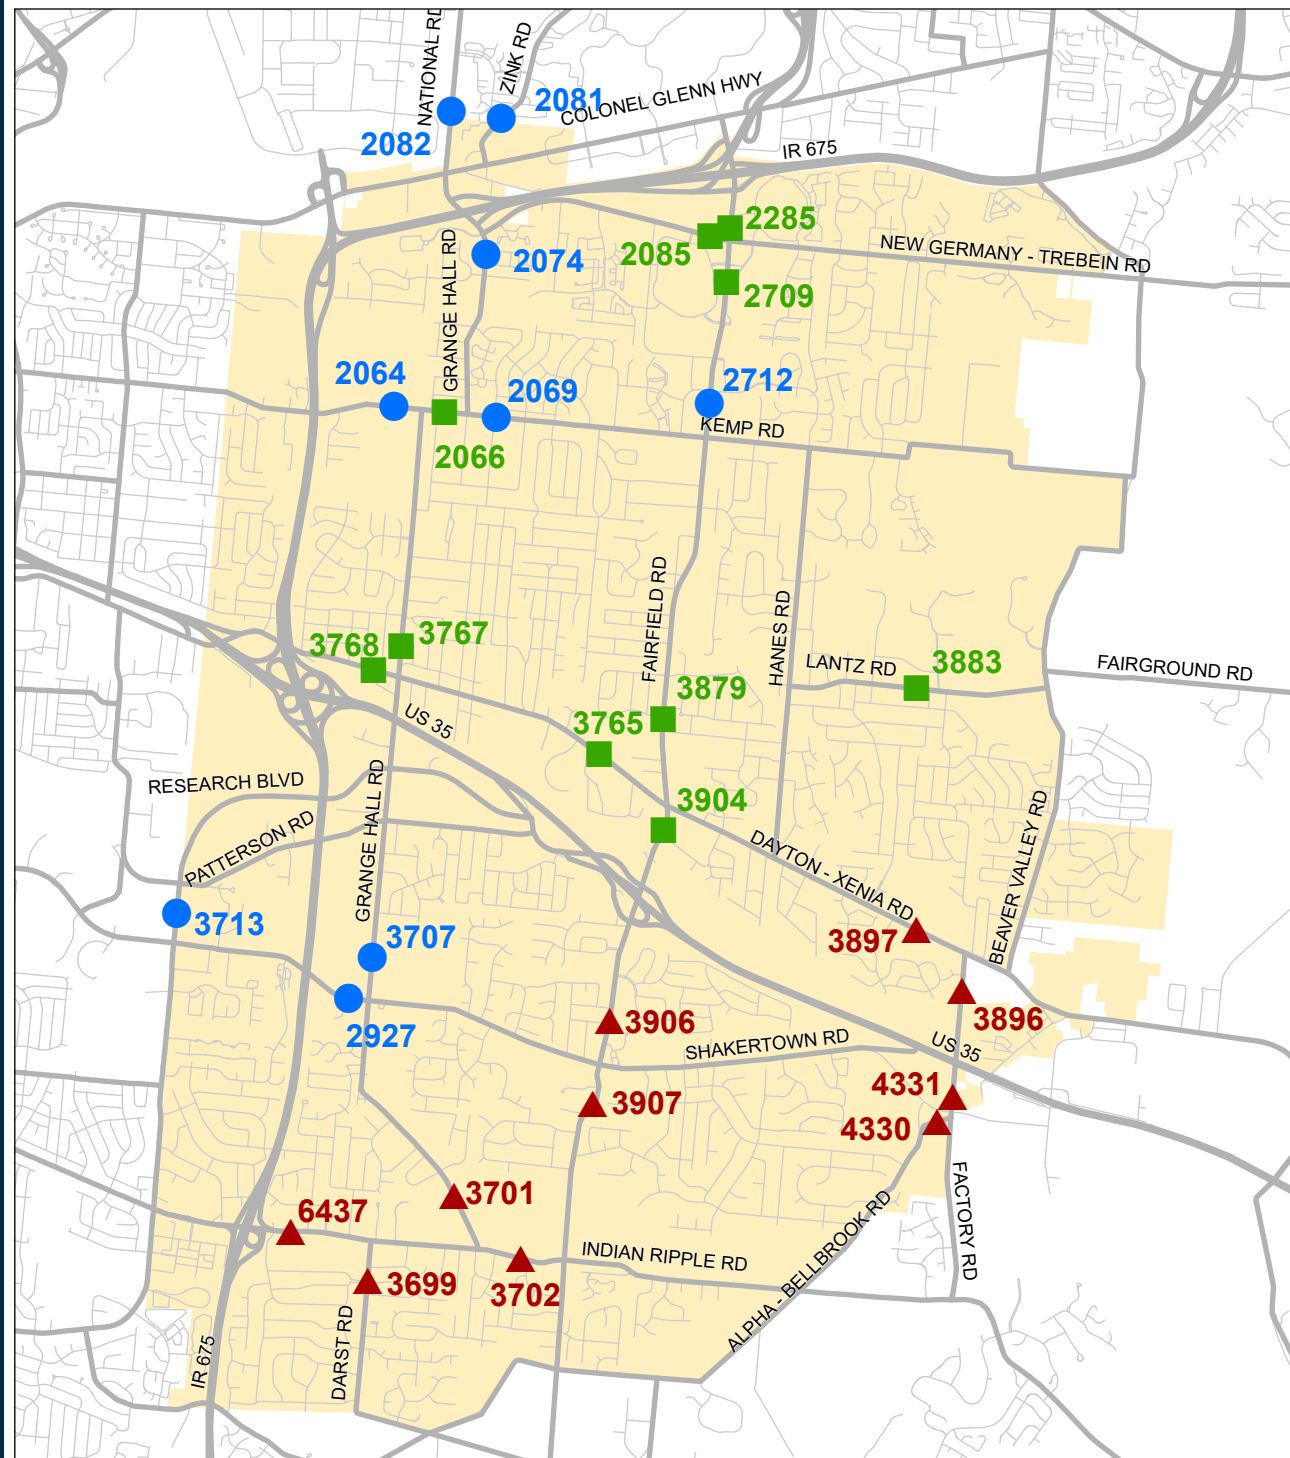 NATIONAL RD
ZINK RD
2081
COLONEL GLENN HWY
2082
IR 675
2285
2085
NEW GERMANY - TREBEIN RD
GRANGE HALL RD
2074
2709
2064
2069
2712
KEMP RD
2066
FAIRFIELD RD
HANES RD
3768
3767
LANTZ RD
3883
FAIRGROUND RD
3879
US 35
3765
RESEARCH BLVD
3904
PATTERSON RD
GRANGE HALL RD
DAYTON - XENIA RD
BEAVER VALLEY RD
3713
3707
3897
2927
3906
3896
SHAKERTOWN RD
US 35
4331
3907
4330
3701
FACTORY RD
6437
ALPHA - BELLBROOK RD
INDIAN RIPPLE RD
3699
3702
DARST RD
IR 675